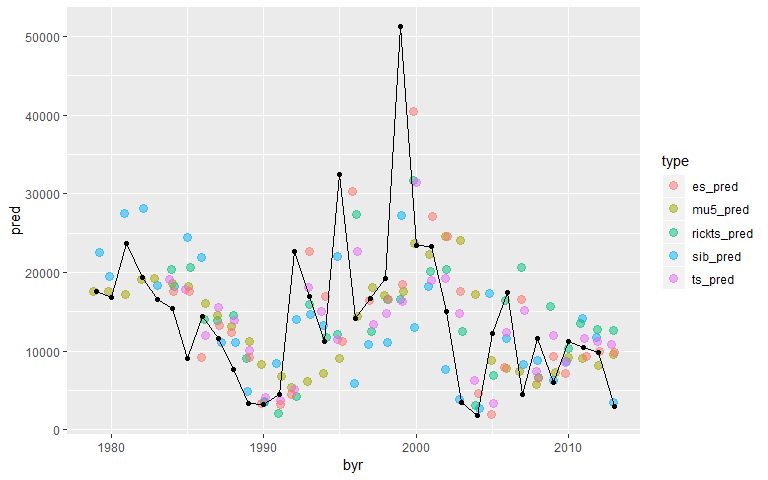 50000
40000
30000
20000
10000
0
pred
1980
1990
2000
2010
byr
type
es_pred
mu5_pred
rickts_pred
sib_pred
ts_pred